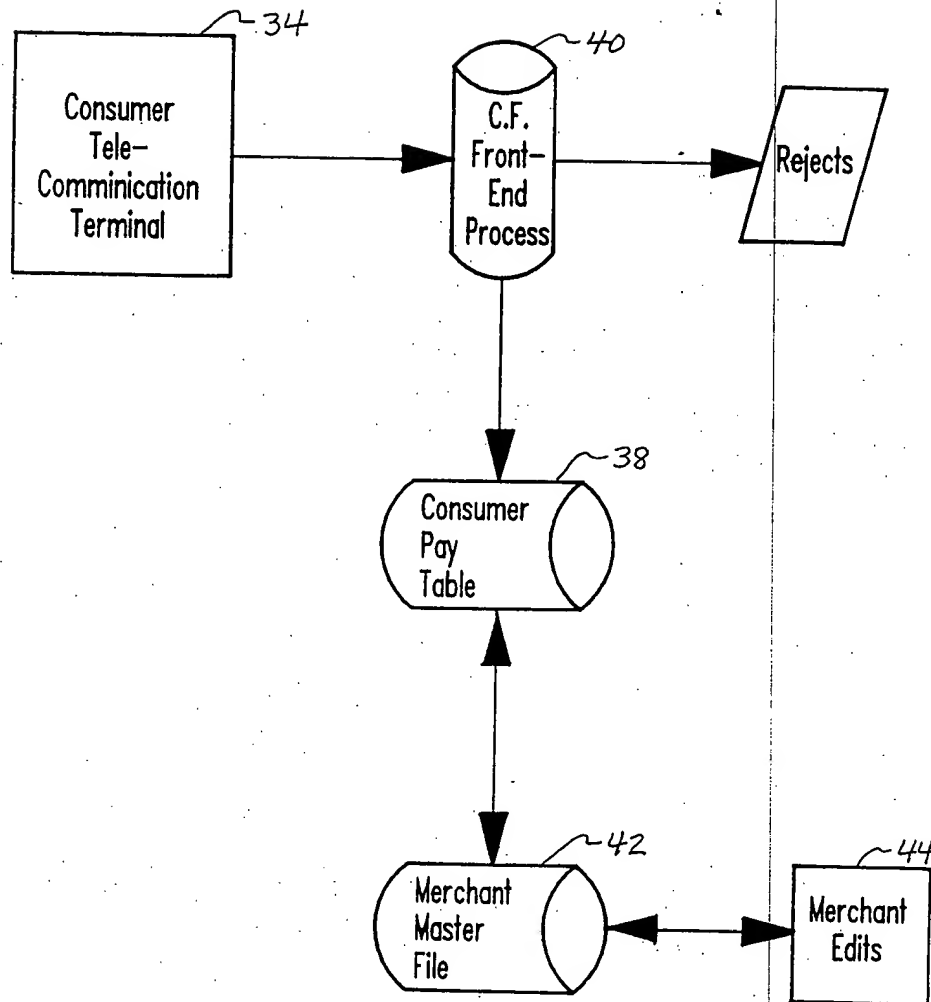 34
Consumer
Tele-
Comminication
Terminal
40
C.F.
Front-
End
Process
Rejects
38
Consumer
Pay
Table
42
Merchant
Master
File
44
Merchant
Edits